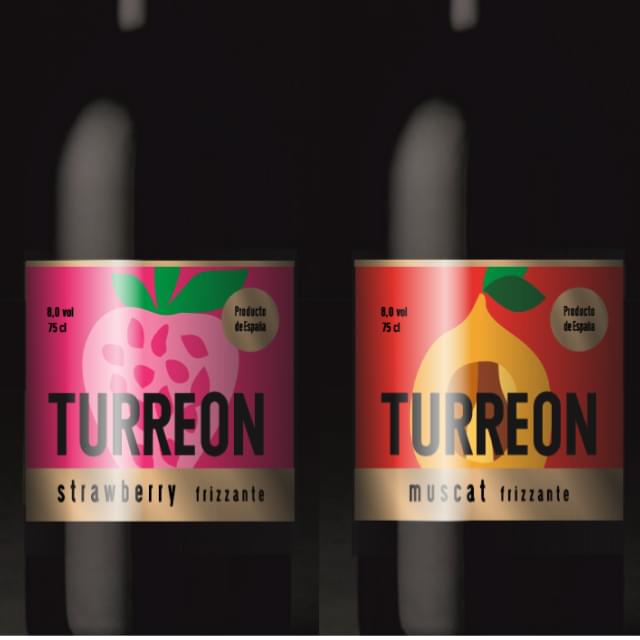 8,0 vol
75 cl
Producto
de España
TURREON
strawberry frizzante
8,0 vol
75 cl
Producto
de España
TURREON
muscat frizzante